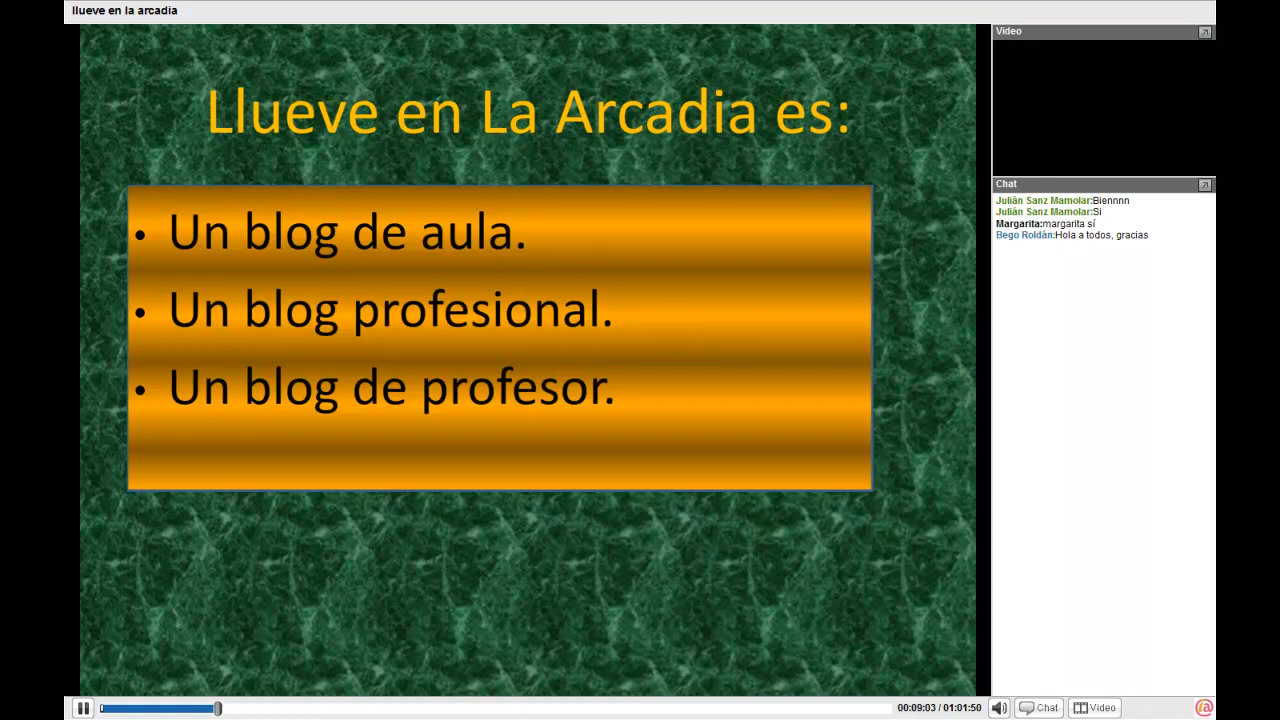 llueve en la arcadia
Llueve en La Arcadia es:
• Un blog de aula.
• Un blog profesional.
• Un blog de profesor.
Video
Chat
Julián Sanz Mamolar:Biennnn
Julián Sanz Mamolar:Si
Margarita:margarita sí
Bego Roldán:Hola a todos, gracias
00:09:03 / 01:01:50
Chat
Video